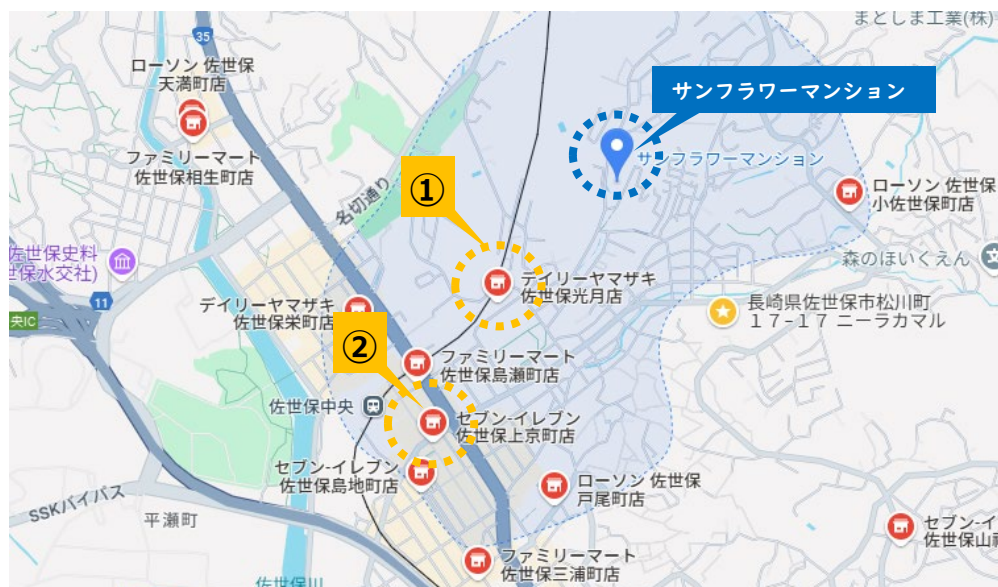 まとしま工業(株)
35
ローソン 佐世保
天満町店
サンフラワーマンション
ファミリーマート
佐世保相生町店
サンフラワーマンション
①
名切通り
ローソン 佐世保
小佐世保町店
佐世保史料
世保水交社)
森のほいくえん
デイリーヤマザキ
佐世保光月店
11
央IC
デイリーヤマザキ
佐世保栄町店
長崎県佐世保市松川町
17-17 ニーラカマル
②
ファミリーマート
佐世保島瀬町店
佐世保中央
セブン-イレブン
佐世保上京町店
セブン-イレブン
佐世保島地町店
ローソン 佐世保
戸尾町店
SSKバイパス
平瀬町
セブン-イ
佐世保山
ファミリーマート
佐世保三浦町店
佐世保川